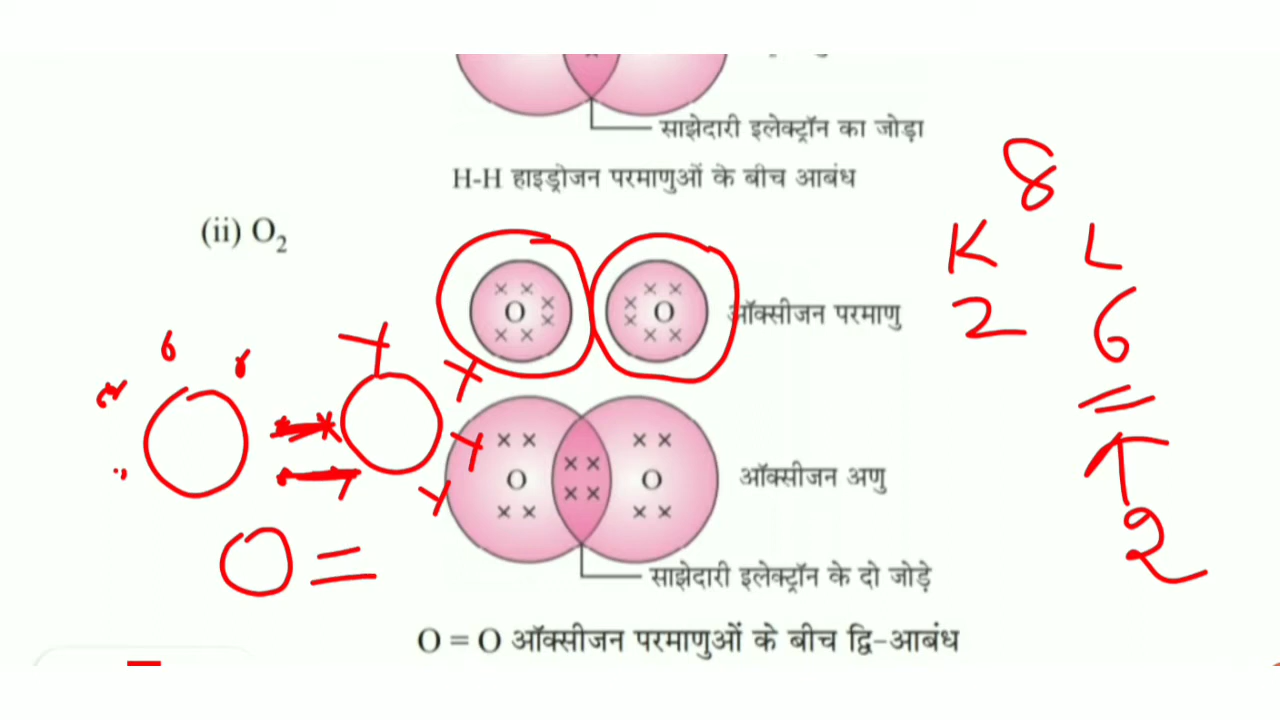 साझेदारी इलेक्ट्रॉन का जोड़ा
H-H हाइड्रोजन परमाणुओं के बीच आबंध
8
(ii) O₂
K L
× × × ×
O × × × × O
× × × ×
ऑक्सीजन परमाणु
2 6
× × × × × ×
O O
× × × × × ×
ऑक्सीजन अणु
2
O =
साझेदारी इलेक्ट्रॉन के दो जोड़े
O = O ऑक्सीजन परमाणुओं के बीच द्वि-आबंध